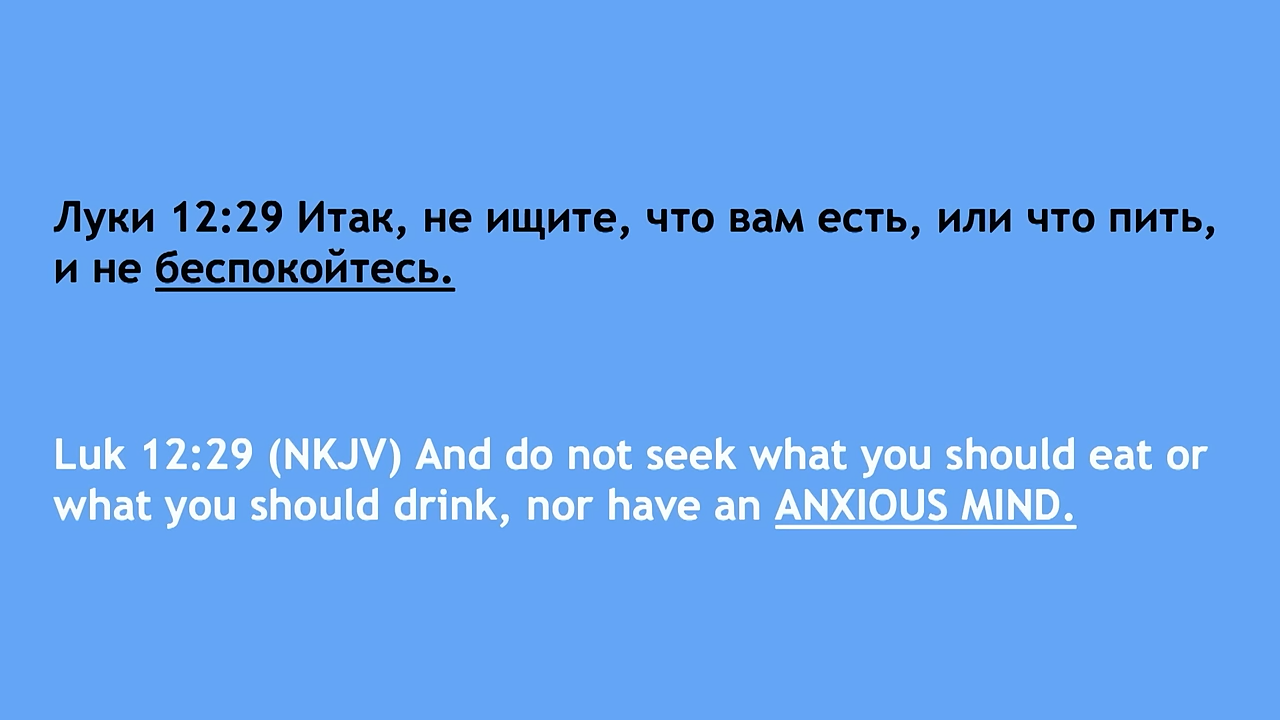 Луки 12:29 Итак, не ищите, что вам есть, или что пить,
и не беспокойтесь.
Luk 12:29 (NKJV) And do not seek what you should eat or
what you should drink, nor have an ANXIOUS MIND.